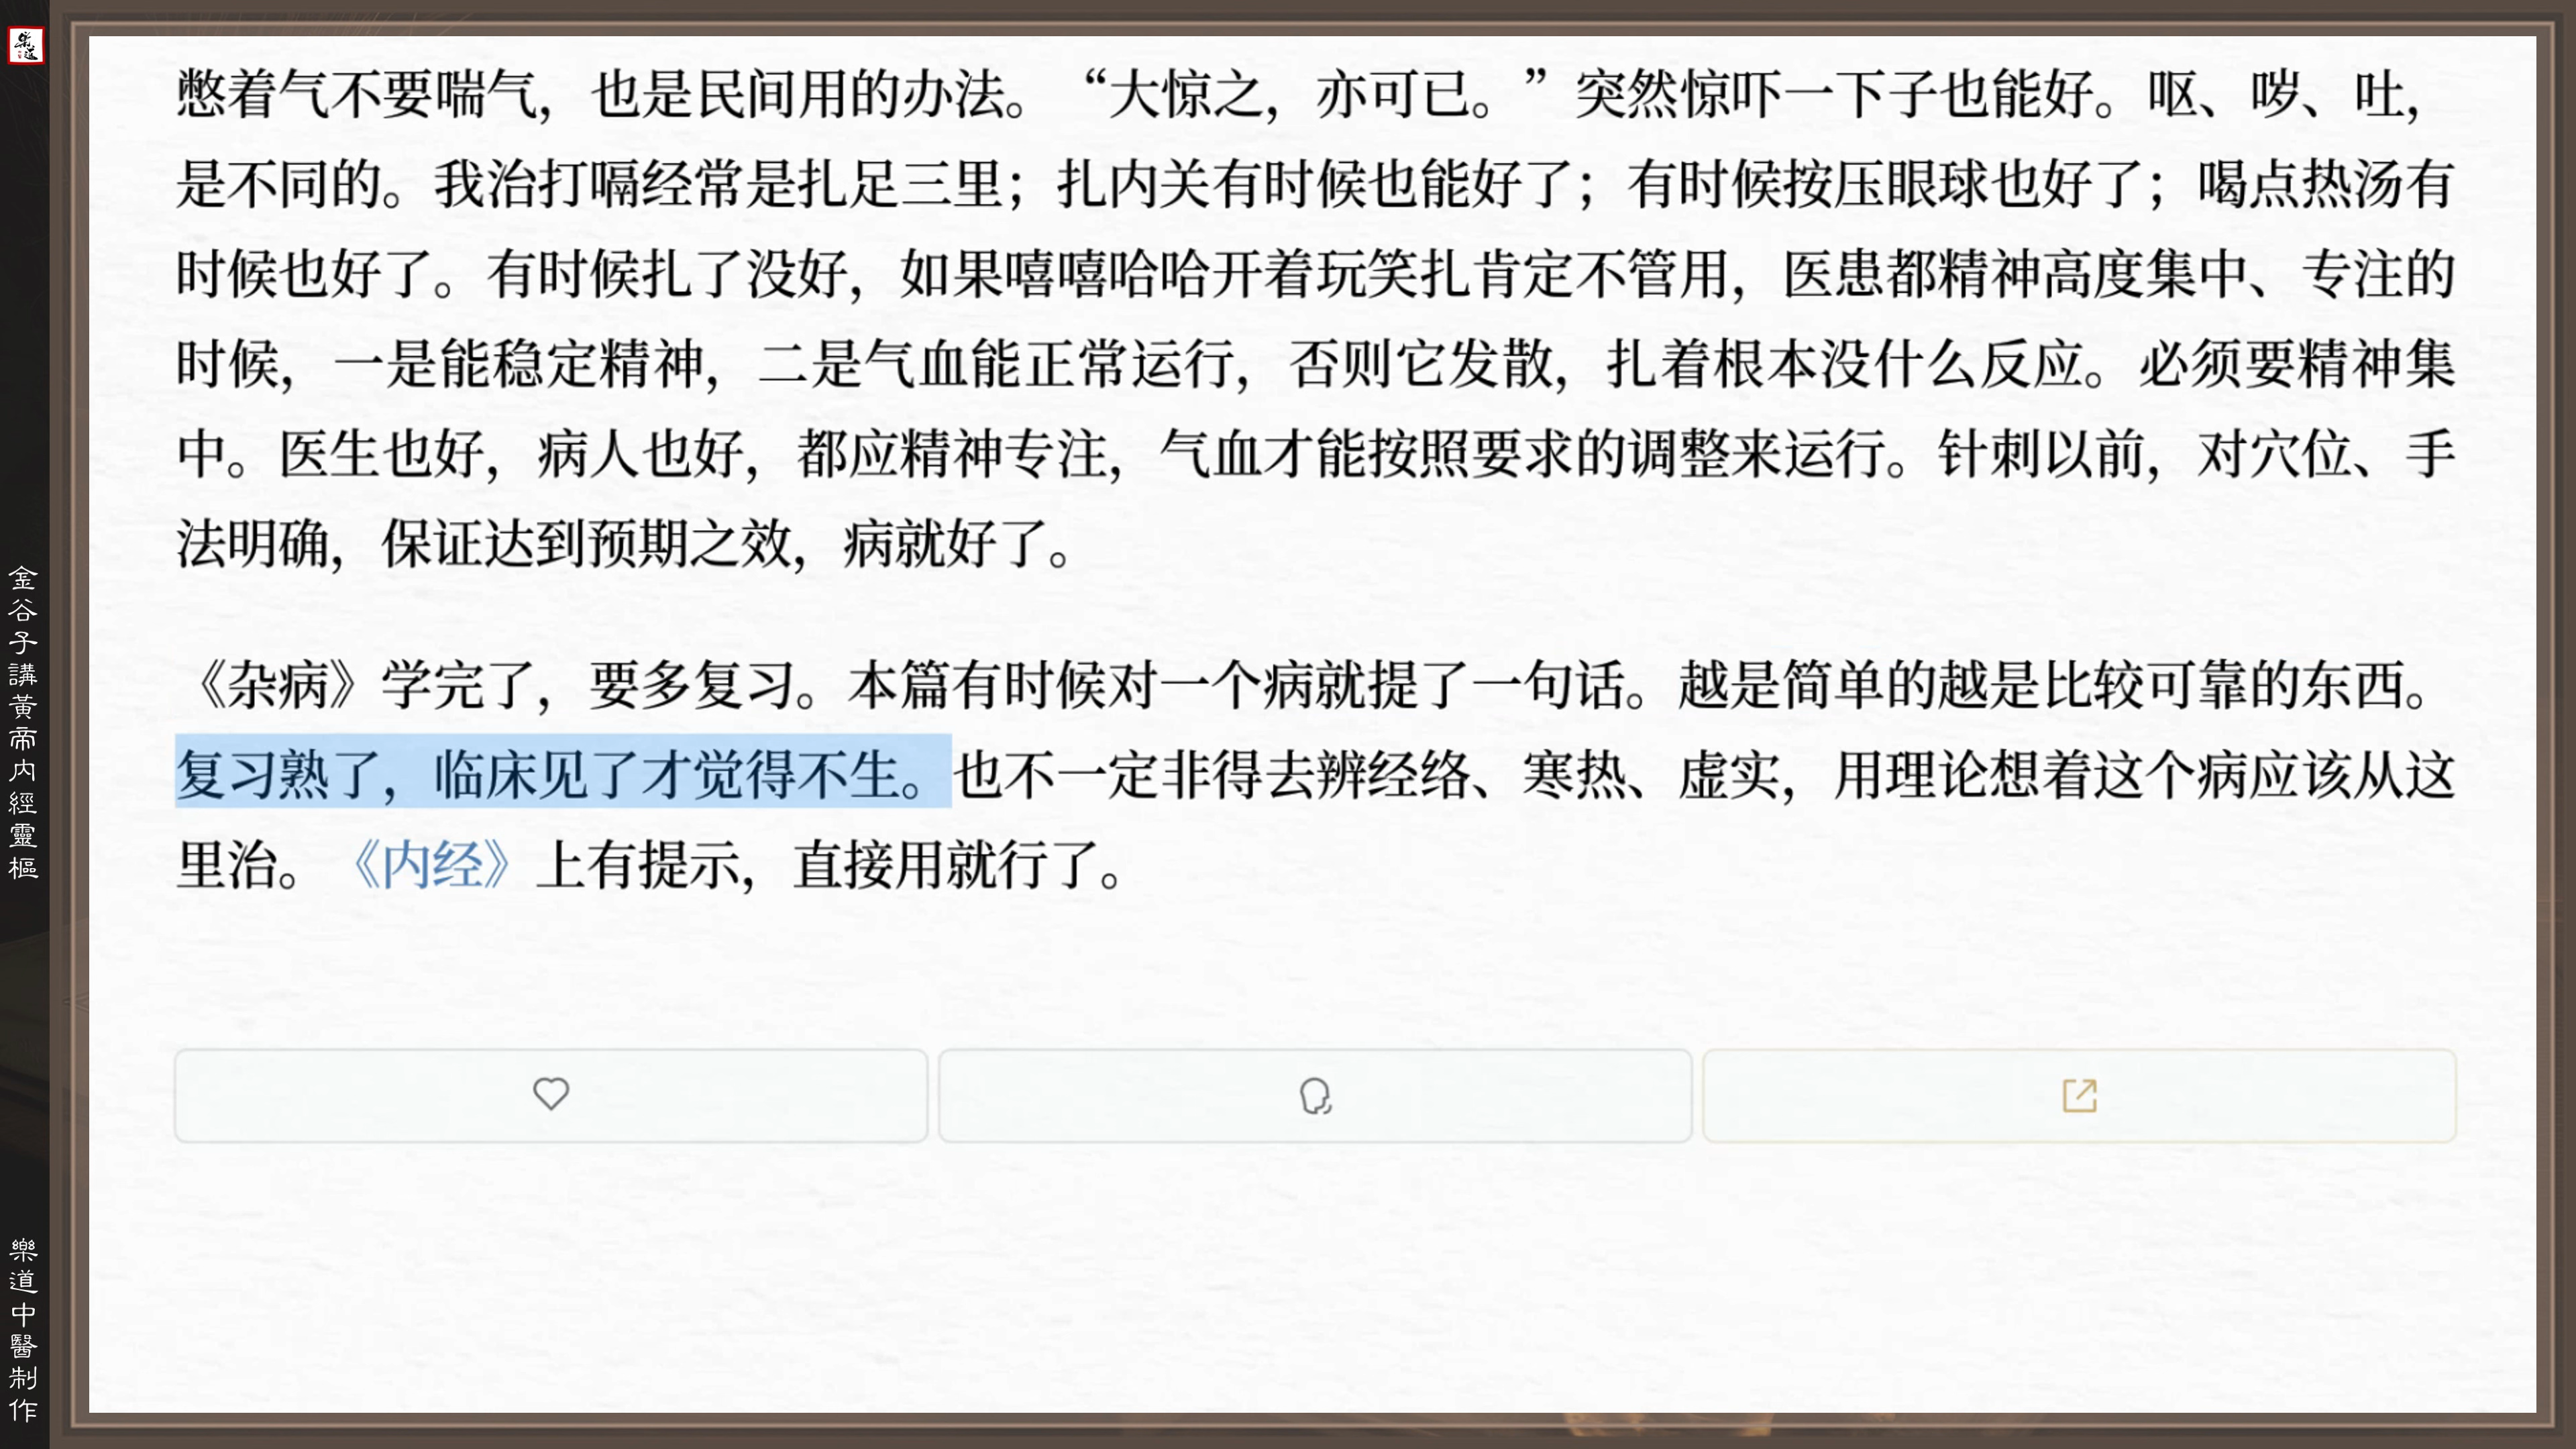 憋着气不要喘气，也是民间用的办法。“大惊之，亦可已。”突然惊吓一下子也能好。呕、哕、吐，
是不同的。我治打嗝经常是扎足三里；扎内关有时候也能好了；有时候按压眼球也好了；喝点热汤有
时候也好了。有时候扎了没好，如果嘻嘻哈哈开着玩笑扎肯定不管用，医患都精神高度集中、专注的
时候，一是能稳定精神，二是气血能正常运行，否则它发散，扎着根本没什么反应。必须要精神集
中。医生也好，病人也好，都应精神专注，气血才能按照要求的调整来运行。针刺以前，对穴位、手
法明确，保证达到预期之效，病就好了。
《杂病》学完了，要多复习。本篇有时候对一个病就提了一句话。越是简单的越是比较可靠的东西。
复习熟了，临床见了才觉得不生。也不一定非得去辨经络、寒热、虚实，用理论想着这个病应该从这
里治。《内经》上有提示，直接用就行了。
金谷子講黃帝内經靈樞
樂道中醫制作